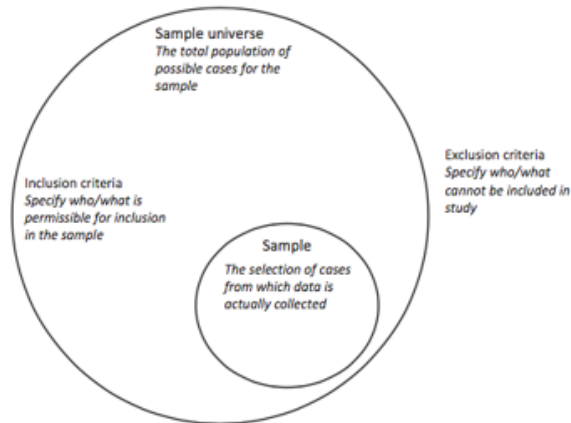 Sample universe
The total population of
possible cases for the
sample
Exclusion criteria
Specify who/what
cannot be included in
study
Inclusion criteria
Specify who/what is
permissible for inclusion
in the sample
Sample
The selection of cases
from which data is
actually collected